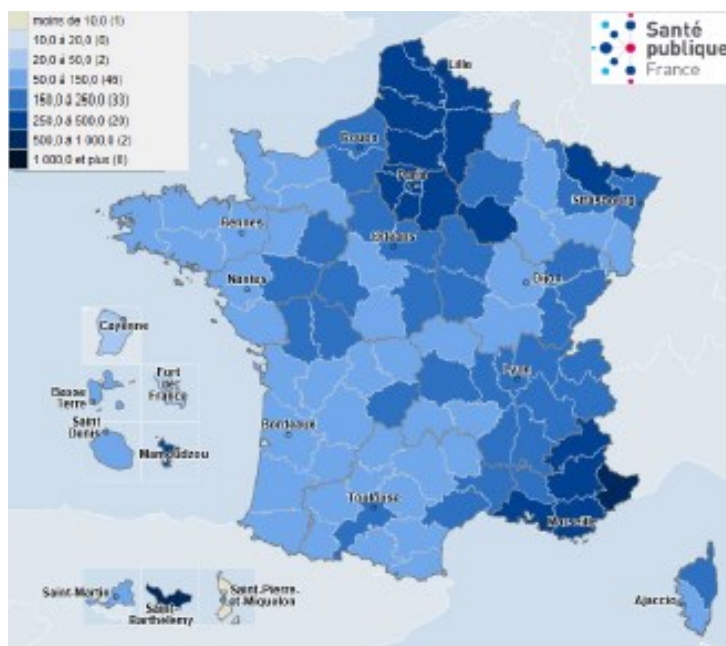 moins de 10,0 (1)
10,0 à 20,0 (0)
20,0 à 50,0 (2)
50,0 à 150,0 (46)
150,0 à 250,0 (33)
250,0 à 500,0 (20)
500,0 à 1 000,0 (2)
1 000,0 et plus (0)
Santé
publique
France
Lille
Rouen
Paris
Strasbourg
Rennes
Orléans
Nantes
Dijon
Cayenne
Fort
de
France
Basse
Terre
Lyon
Saint
Denis
Bordeaux
Mamoudzou
Toulouse
Marseille
Saint-Martin
Saint-
Barthelemy
Saint-Pierre-
et-Miquelon
Ajaccio